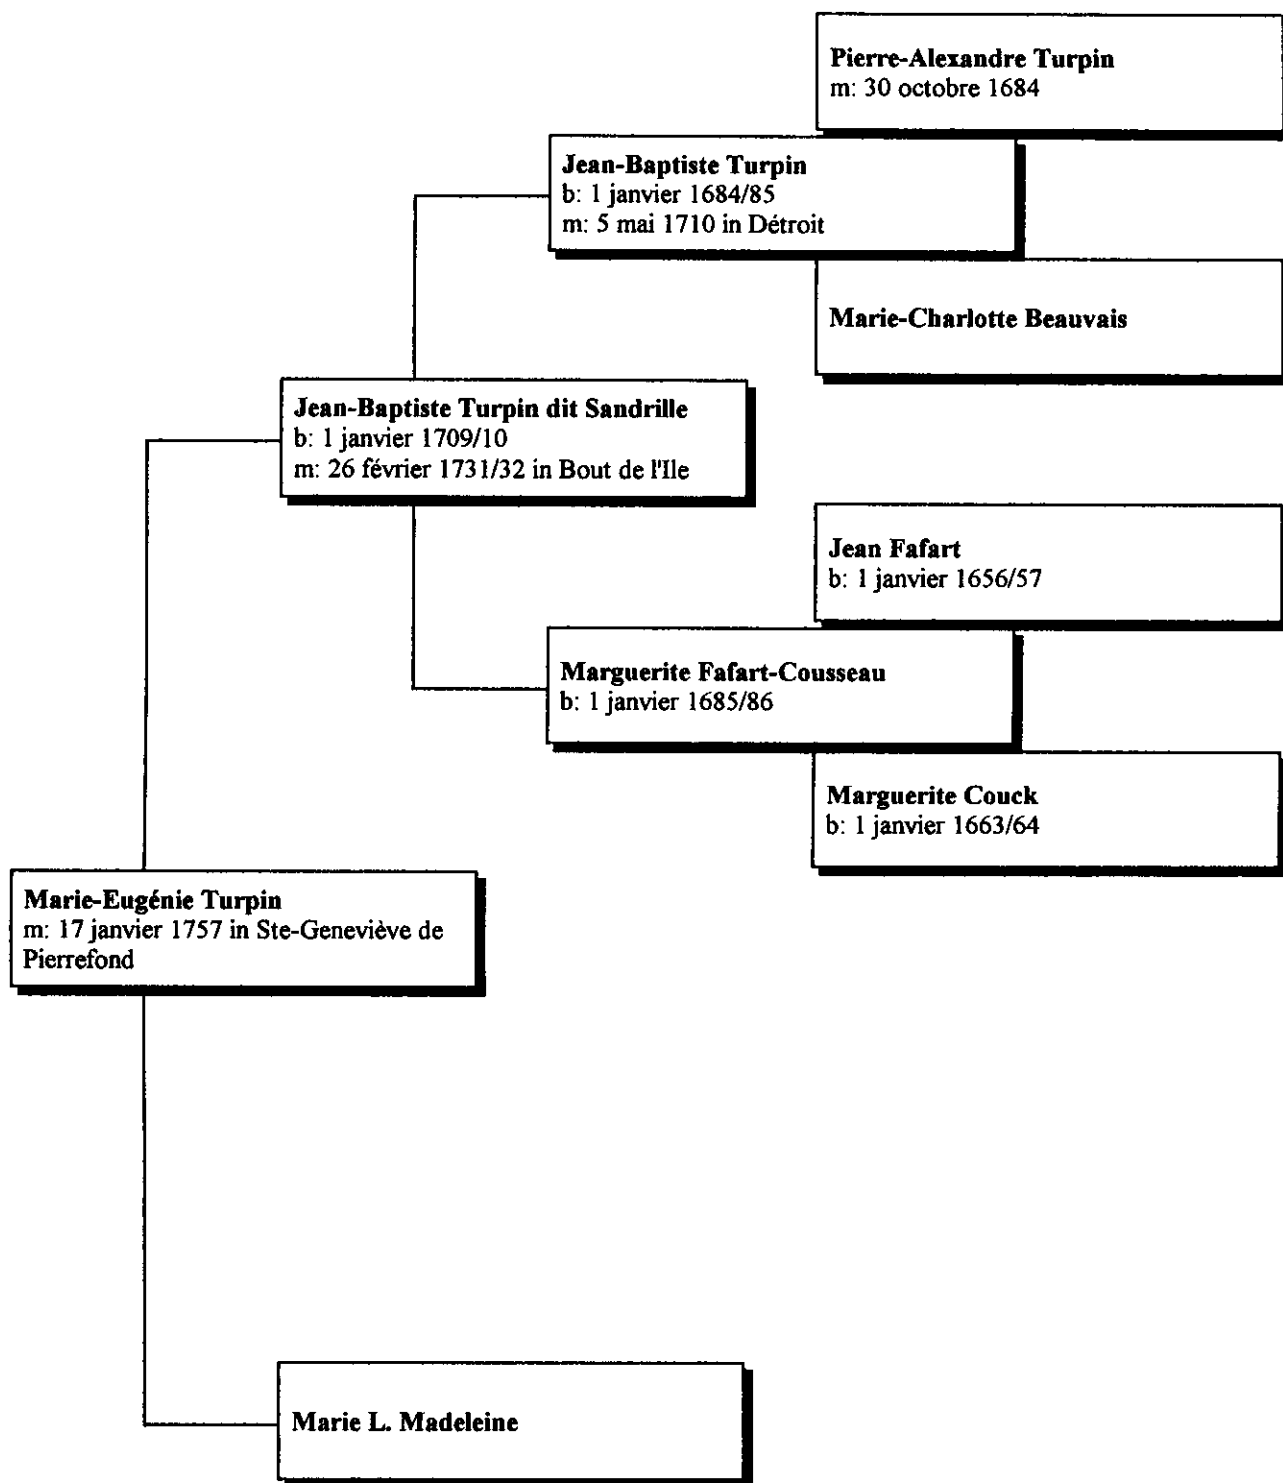 Pierre-Alexandre Turpin
m: 30 octobre 1684
Jean-Baptiste Turpin
b: 1 janvier 1684/85
m: 5 mai 1710 in Détroit
Marie-Charlotte Beauvais
Jean-Baptiste Turpin dit Sandrille
b: 1 janvier 1709/10
m: 26 février 1731/32 in Bout de l'Ile
Jean Fafart
b: 1 janvier 1656/57
Marguerite Fafart-Cousseau
b: 1 janvier 1685/86
Marguerite Couck
b: 1 janvier 1663/64
Marie-Eugénie Turpin
m: 17 janvier 1757 in Ste-Geneviève de
Pierrefond
Marie L. Madeleine